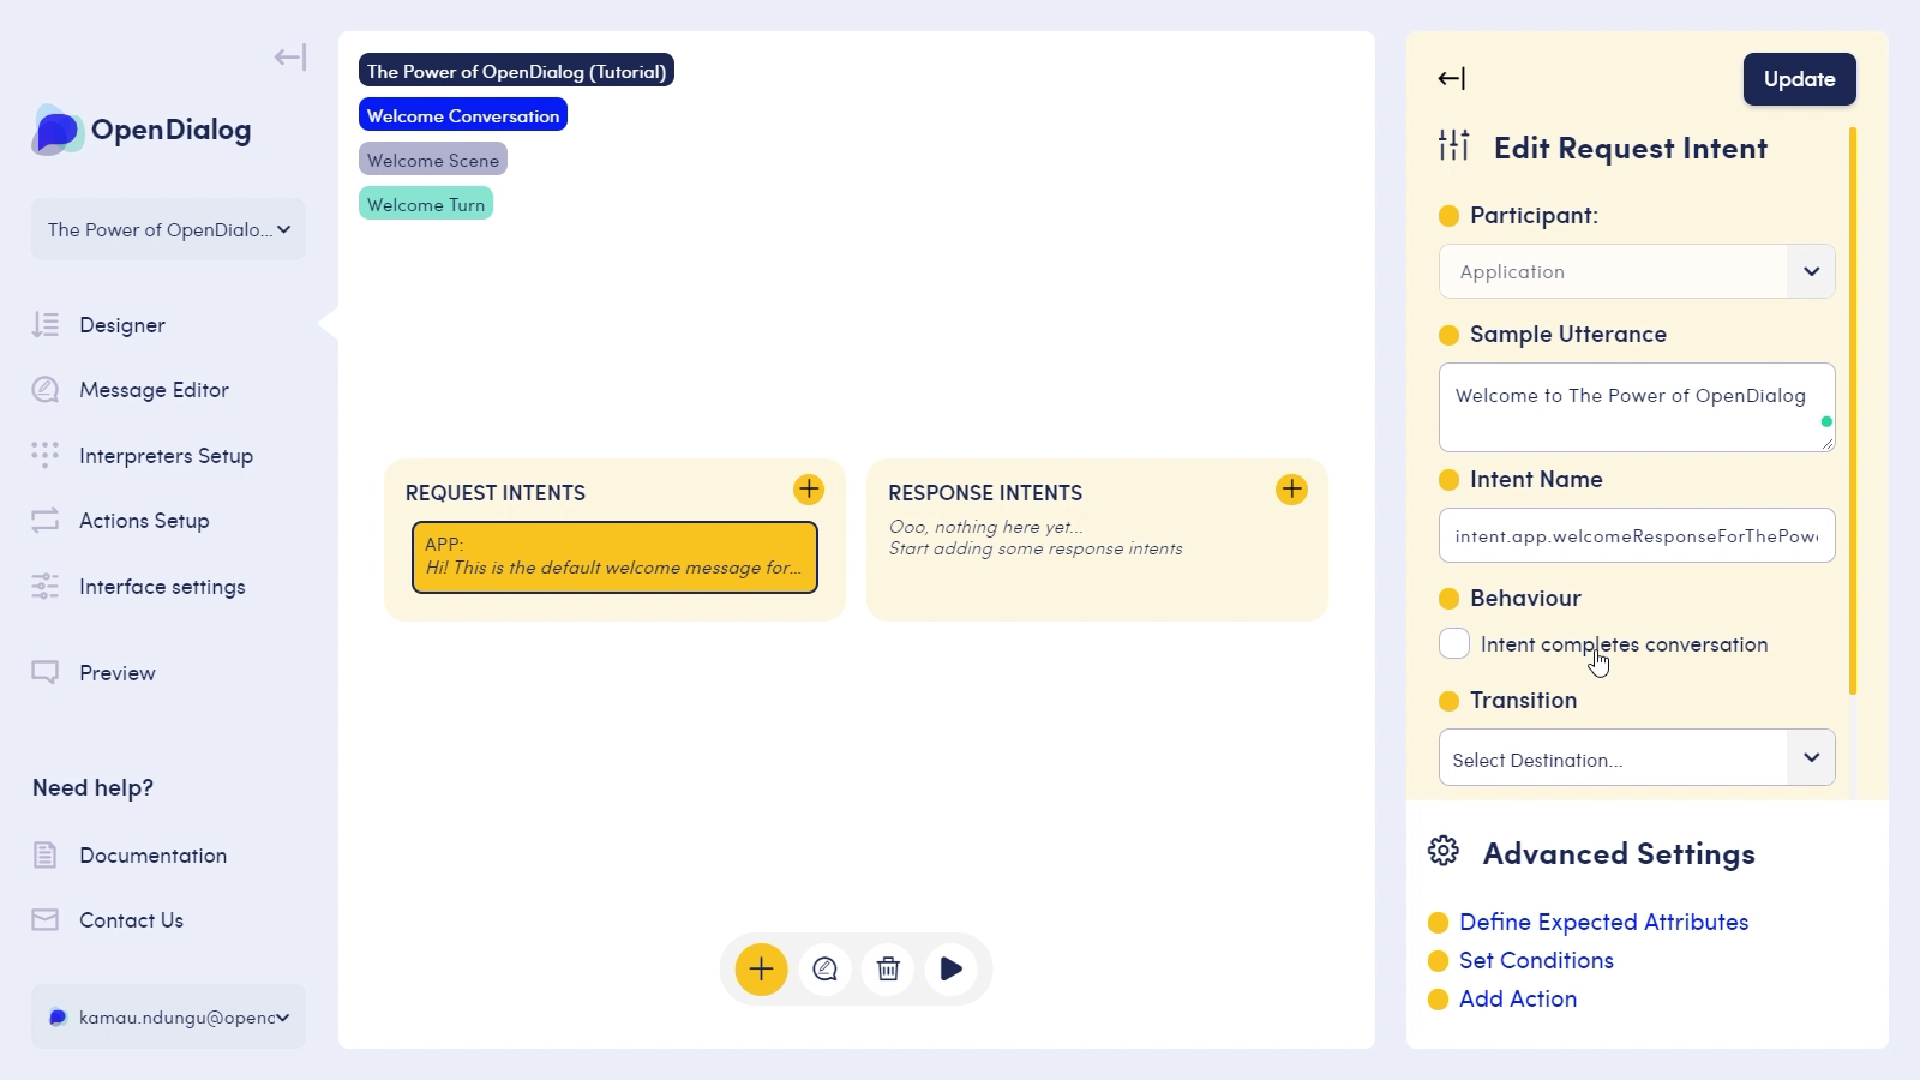 OpenDialog
The Power of OpenDialo...
Designer
Message Editor
Interpreters Setup
Actions Setup
Interface settings
Preview
Need help?
Documentation
Contact Us
kamau.ndungu@openc
The Power of OpenDialog (Tutorial)
Welcome Conversation
Welcome Scene
Welcome Turn
REQUEST INTENTS
APP:
Hi! This is the default welcome message for...
RESPONSE INTENTS
Ooo, nothing here yet...
Start adding some response intents
Update
Edit Request Intent
Participant:
Application
Sample Utterance
Welcome to The Power of OpenDialog
Intent Name
intent.app.welcomeResponseForThePow
Behaviour
Intent completes conversation
Transition
Select Destination...
Advanced Settings
Define Expected Attributes
Set Conditions
Add Action